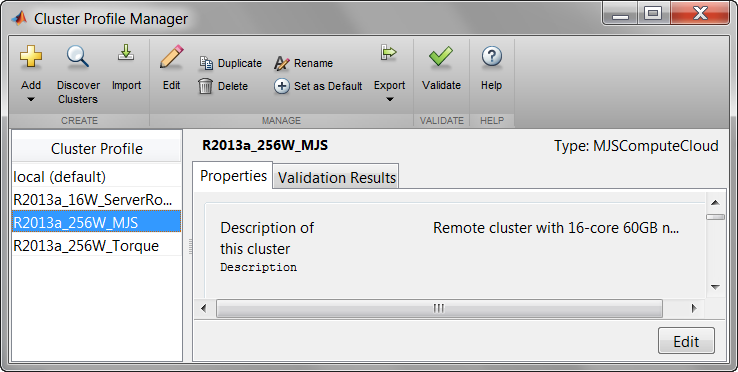 Cluster Profile Manager
Add
Discover Clusters
Import
Edit
Duplicate
Delete
Rename
Set as Default
Export
Validate
Help
CREATE
MANAGE
VALIDATE
HELP
Cluster Profile
local (default)
R2013a_16W_ServerRo...
R2013a_256W_MJS
R2013a_256W_Torque
R2013a_256W_MJS
Type: MJSComputeCloud
Properties
Validation Results
Description of
this cluster
Description
Remote cluster with 16-core 60GB n...
Edit